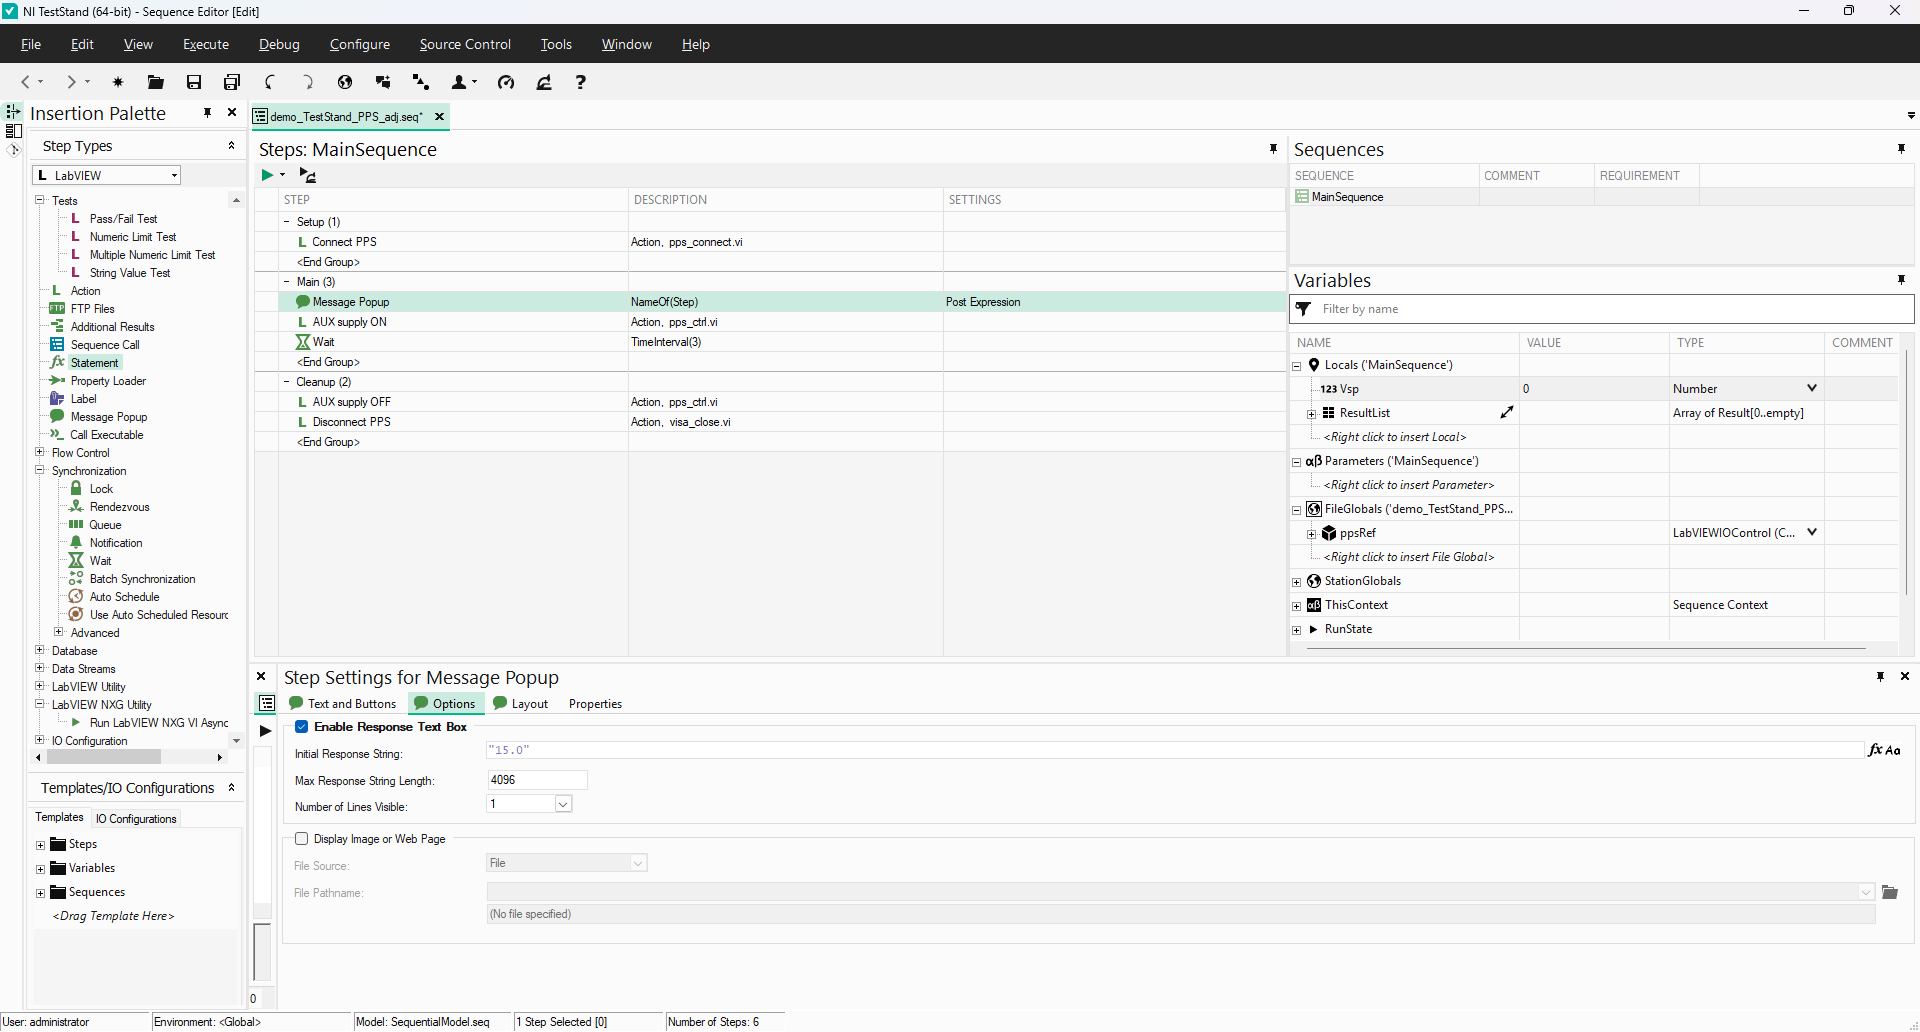 NI TestStand (64-bit) - Sequence Editor [Edit]
File Edit View Execute Debug Configure Source Control Tools Window Help
Insertion Palette
Step Types
LabVIEW
Tests
Pass/Fail Test
Numeric Limit Test
Multiple Numeric Limit Test
String Value Test
Action
FTP Files
Additional Results
Sequence Call
Statement
Property Loader
Label
Message Popup
Call Executable
Flow Control
Synchronization
Lock
Rendezvous
Queue
Notification
Wait
Batch Synchronization
Auto Schedule
Use Auto Scheduled Resourc
Advanced
Database
Data Streams
LabVIEW Utility
LabVIEW NXG Utility
Run LabVIEW NXG VI Async
IO Configuration
Templates/IO Configurations
Templates IO Configurations
Steps
Variables
Sequences
<Drag Template Here>
demo_TestStand_PPS_adj.seq*
Steps: MainSequence
STEP DESCRIPTION SETTINGS
Setup (1)
Connect PPS Action, pps_connect.vi
<End Group>
Main (3)
Message Popup NameOf(Step) Post Expression
AUX supply ON Action, pps_ctrl.vi
Wait TimeInterval(3)
<End Group>
Cleanup (2)
AUX supply OFF Action, pps_ctrl.vi
Disconnect PPS Action, visa_close.vi
<End Group>
Sequences
SEQUENCE COMMENT REQUIREMENT
MainSequence
Variables
Filter by name
NAME VALUE TYPE COMMENT
Locals ('MainSequence')
123 Vsp 0 Number
ResultList Array of Result[0..empty]
<Right click to insert Local>
αβ Parameters ('MainSequence')
<Right click to insert Parameter>
FileGlobals ('demo_TestStand_PPS...
ppsRef LabVIEWIOControl (C...
<Right click to insert File Global>
StationGlobals
αβ ThisContext Sequence Context
RunState
Step Settings for Message Popup
Text and Buttons Options Layout Properties
Enable Response Text Box
Initial Response String: "15.0" fx Aa
Max Response String Length: 4096
Number of Lines Visible: 1
Display Image or Web Page
File Source: File
File Pathname:
(No file specified)
0
User: administrator Environment: <Global> Model: SequentialModel.seq 1 Step Selected [0] Number of Steps: 6